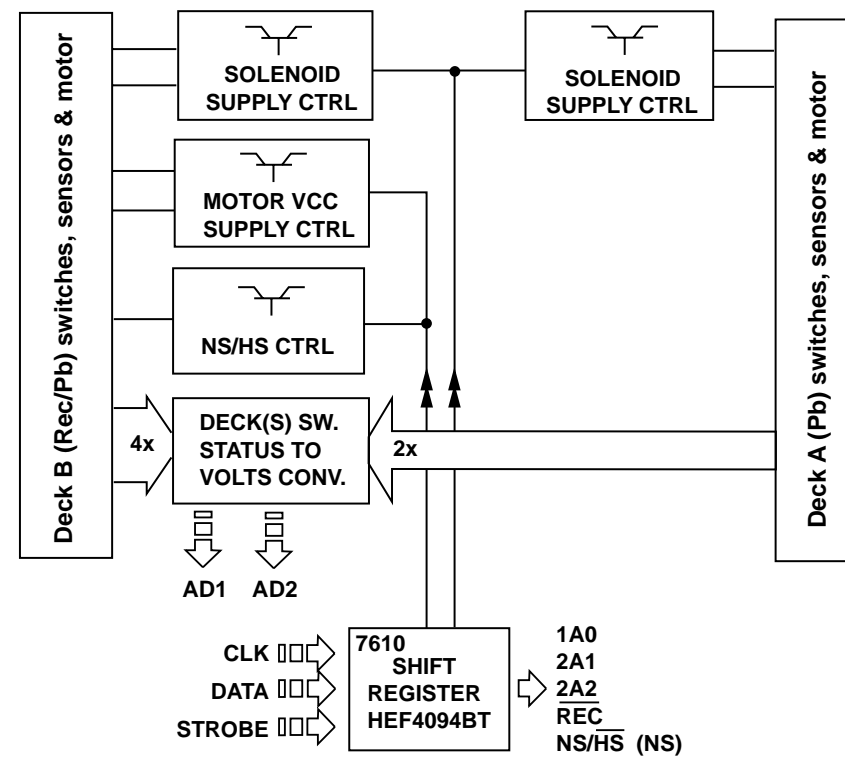 Deck B (Rec/Pb) switches, sensors & motor
SOLENOID
SUPPLY CTRL
SOLENOID
SUPPLY CTRL
Deck A (Pb) switches, sensors & motor
MOTOR VCC
SUPPLY CTRL
NS/HS CTRL
4x
DECK(S) SW.
STATUS TO
VOLTS CONV.
2x
AD1
AD2
CLK
DATA
STROBE
7610
SHIFT
REGISTER
HEF4094BT
1A0
2A1
2A2
R̅E̅C̅
NS/H̅S̅ (NS)